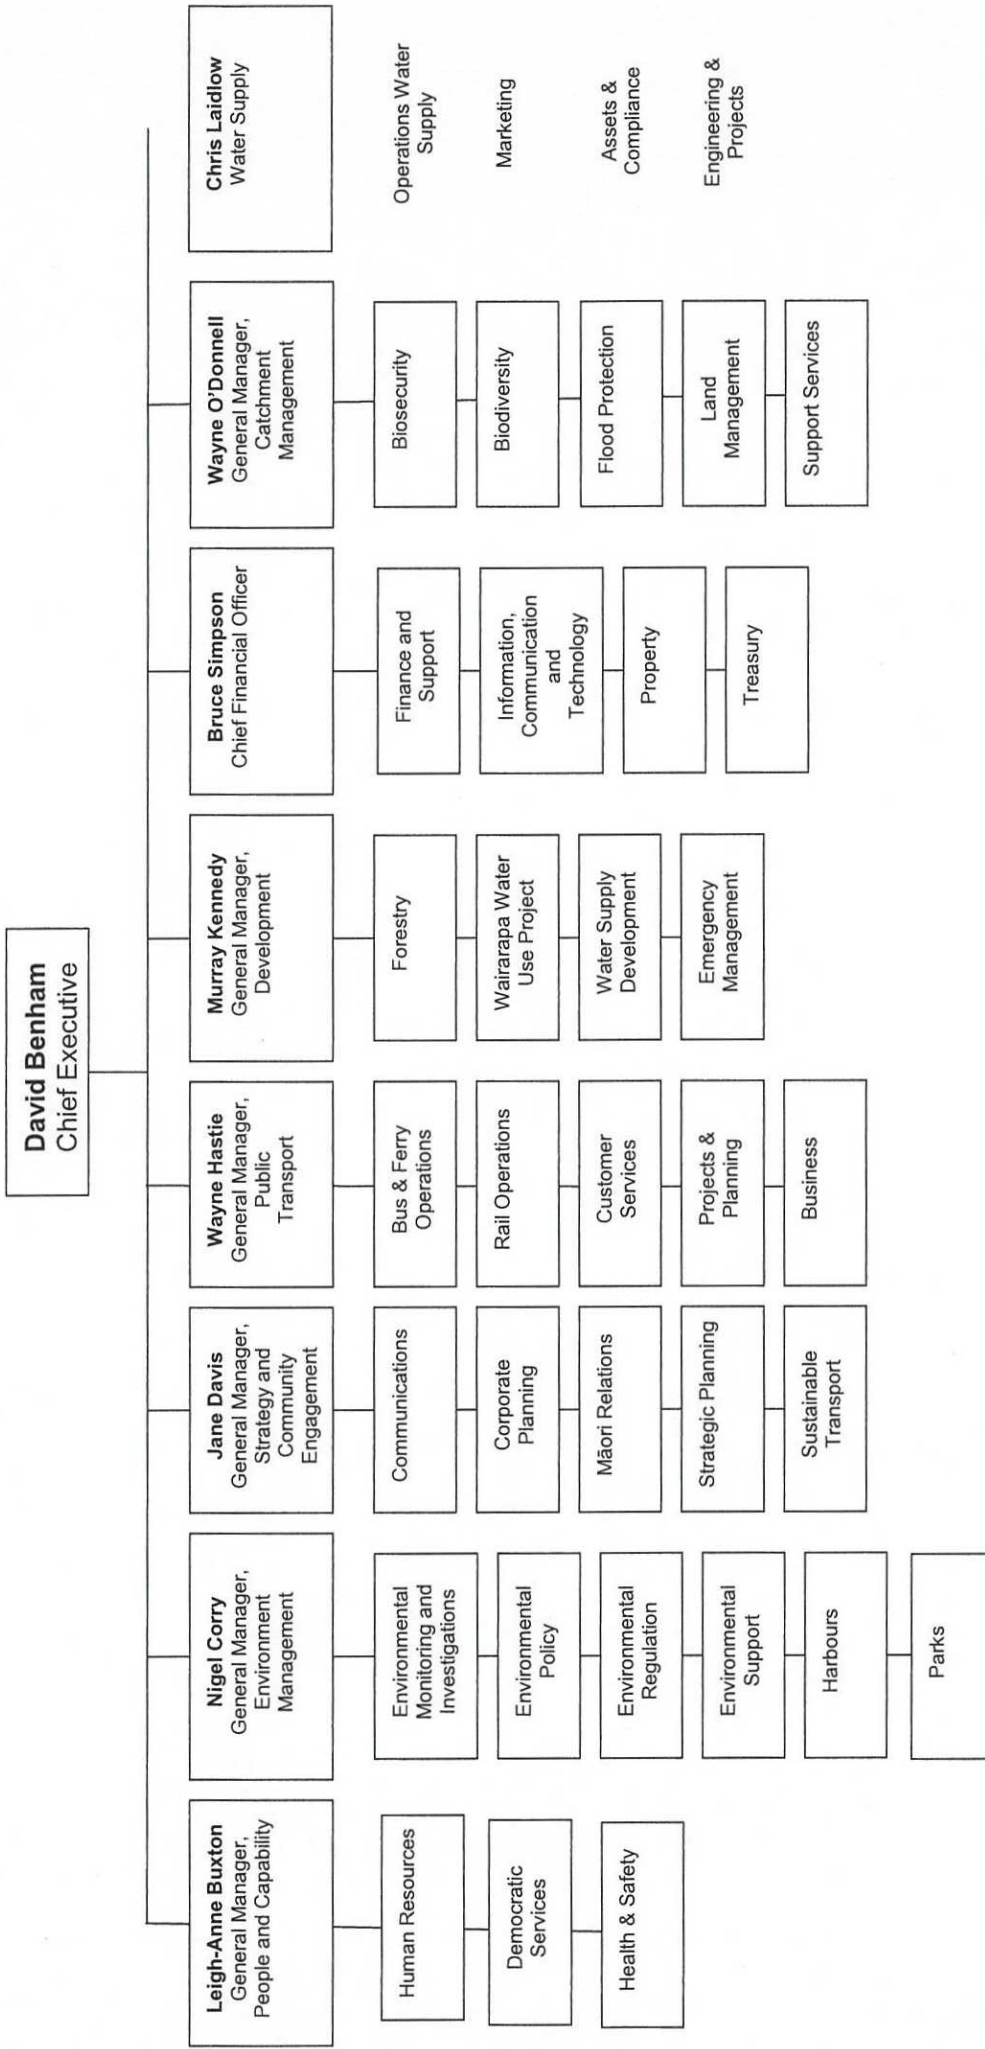 David Benham
Chief Executive
Leigh-Anne Buxton
General Manager,
People and Capability
Human Resources
Democratic
Services
Health & Safety
Nigel Corry
General Manager,
Environment
Management
Environmental
Monitoring and
Investigations
Environmental
Policy
Environmental
Regulation
Environmental
Support
Harbours
Parks
Jane Davis
General Manager,
Strategy and
Community
Engagement
Communications
Corporate
Planning
Māori Relations
Strategic Planning
Sustainable
Transport
Wayne Hastie
General Manager,
Public
Transport
Bus & Ferry
Operations
Rail Operations
Customer
Services
Projects &
Planning
Business
Murray Kennedy
General Manager,
Development
Forestry
Wairarapa Water
Use Project
Water Supply
Development
Emergency
Management
Bruce Simpson
Chief Financial Officer
Finance and
Support
Information,
Communication
and
Technology
Property
Treasury
Wayne O'Donnell
General Manager,
Catchment
Management
Biosecurity
Biodiversity
Flood Protection
Land
Management
Support Services
Chris Laidlow
Water Supply
Operations Water
Supply
Marketing
Assets &
Compliance
Engineering &
Projects